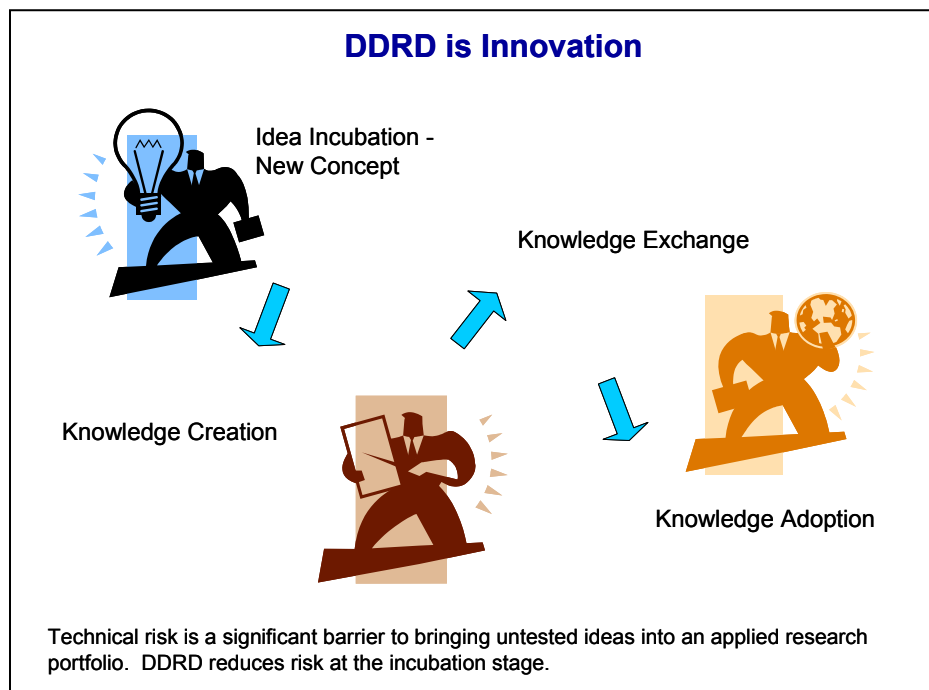 DDRD is Innovation
Idea Incubation -
New Concept
Knowledge Exchange
Knowledge Creation
Knowledge Adoption
Technical risk is a significant barrier to bringing untested ideas into an applied research
portfolio.  DDRD reduces risk at the incubation stage.